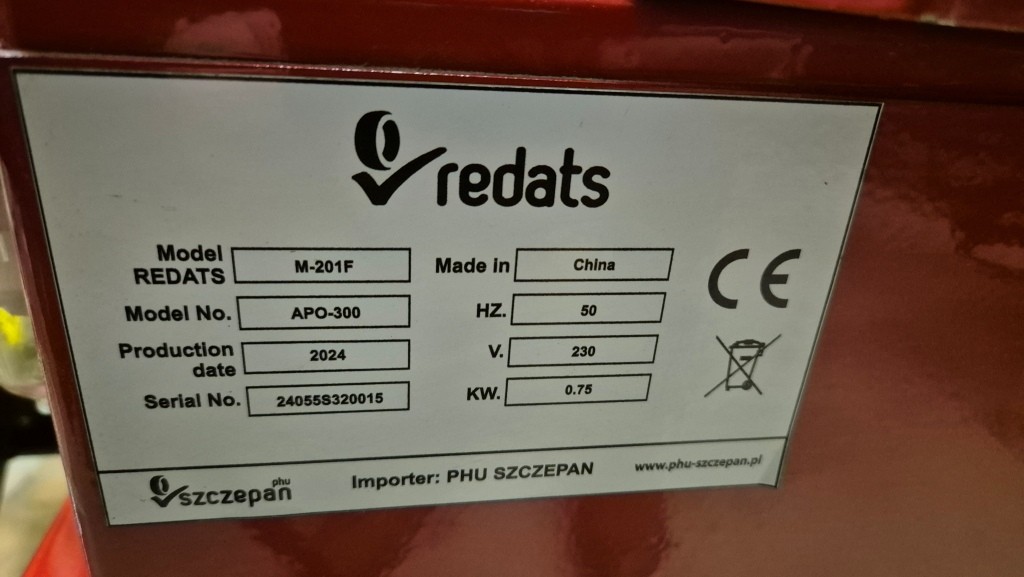 redats
Model REDATS M-201F
Made in China
Model No. APO-300
HZ. 50
Production date 2024
V. 230
Serial No. 24055S320015
KW. 0.75
CE
phu szczepan
Importer: PHU SZCZEPAN
www.phu-szczepan.pl